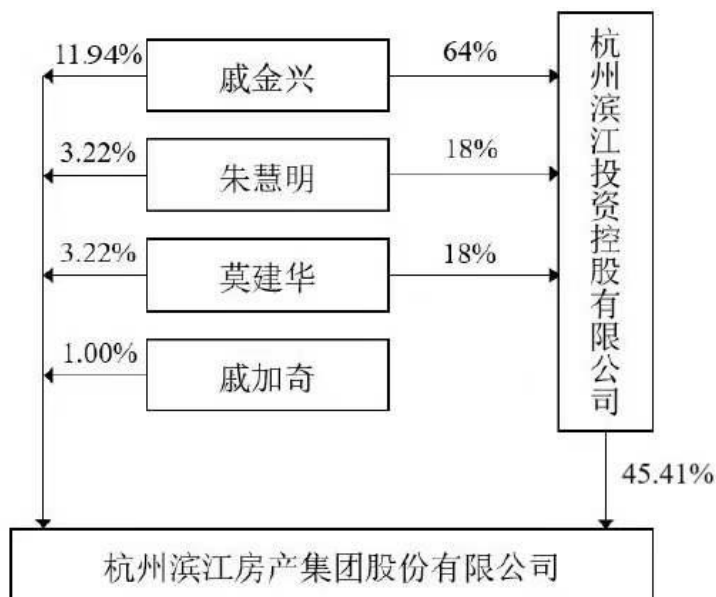 11.94%
戚金兴
64%
3.22%
朱慧明
18%
3.22%
莫建华
18%
1.00%
戚加奇
杭州滨江投资控股有限公司
45.41%
杭州滨江房产集团股份有限公司